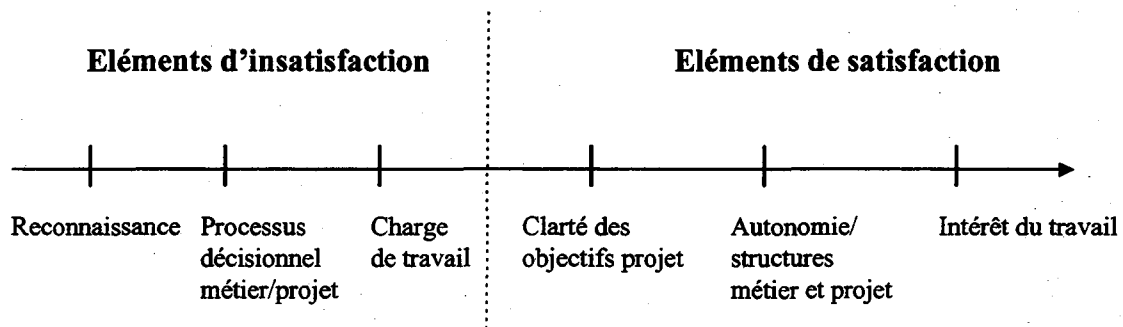 Eléments d'insatisfaction
Eléments de satisfaction
Reconnaissance
Processus
décisionnel
métier/projet
Charge
de travail
Clarté des
objectifs projet
Autonomie/
structures
métier et projet
Intérêt du travail